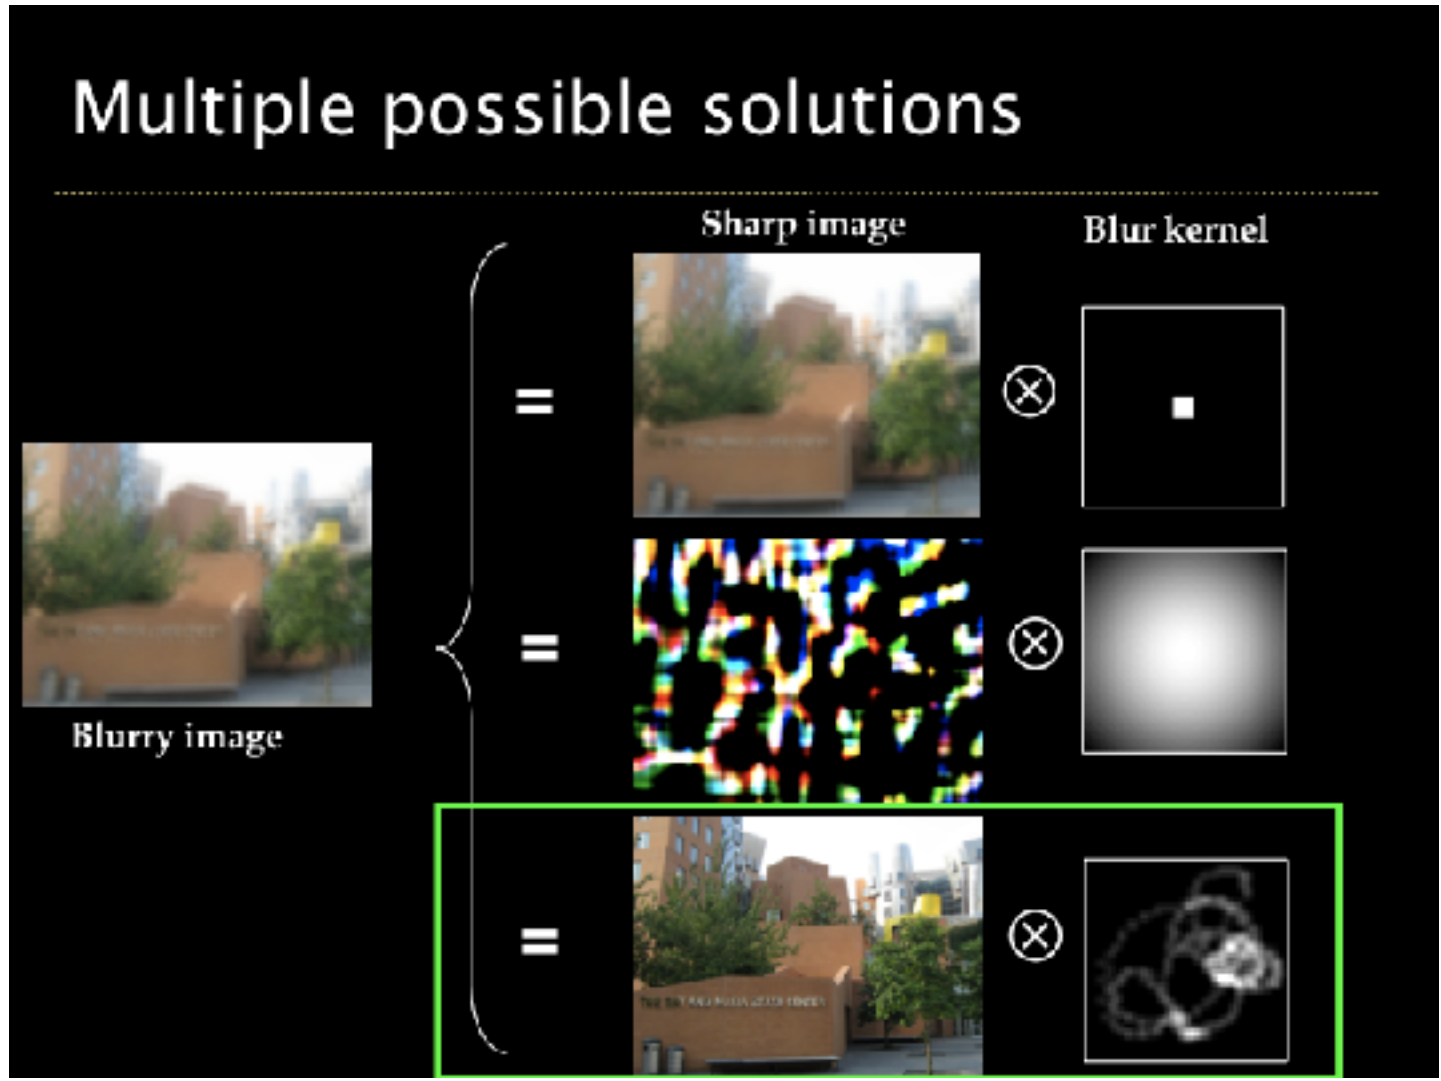 Multiple possible solutions
Sharp image
Blur kernel
=
⊗
=
⊗
Blurry image
=
⊗